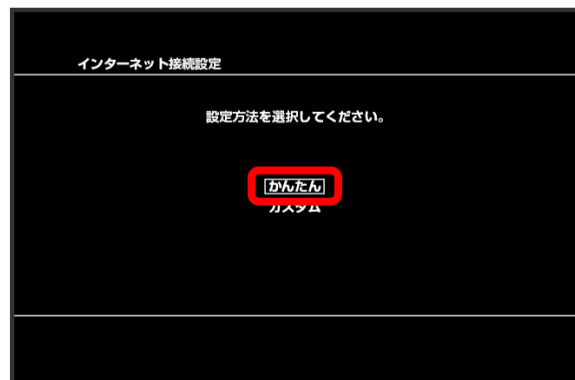 インターネット接続設定
設定方法を選択してください。
かんたん
カスタム